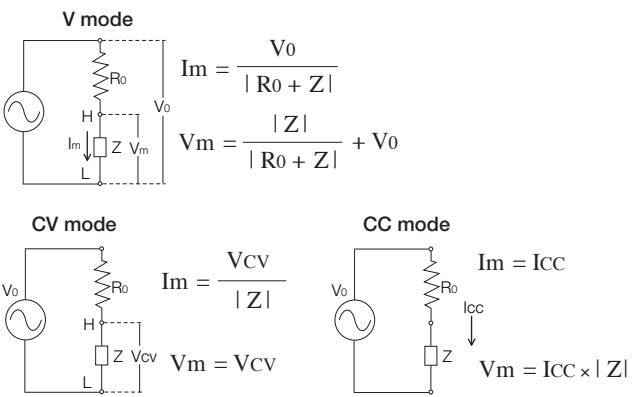 V mode
R0
V0
H
Im
Z
Vm
L
Im = V0 / | R0 + Z |
Vm = | Z | / | R0 + Z | + V0
CV mode
V0
R0
H
Z
VCV
L
Im = VCV / | Z |
Vm = VCV
CC mode
V0
R0
ICC
Z
Im = ICC
Vm = ICC × | Z |